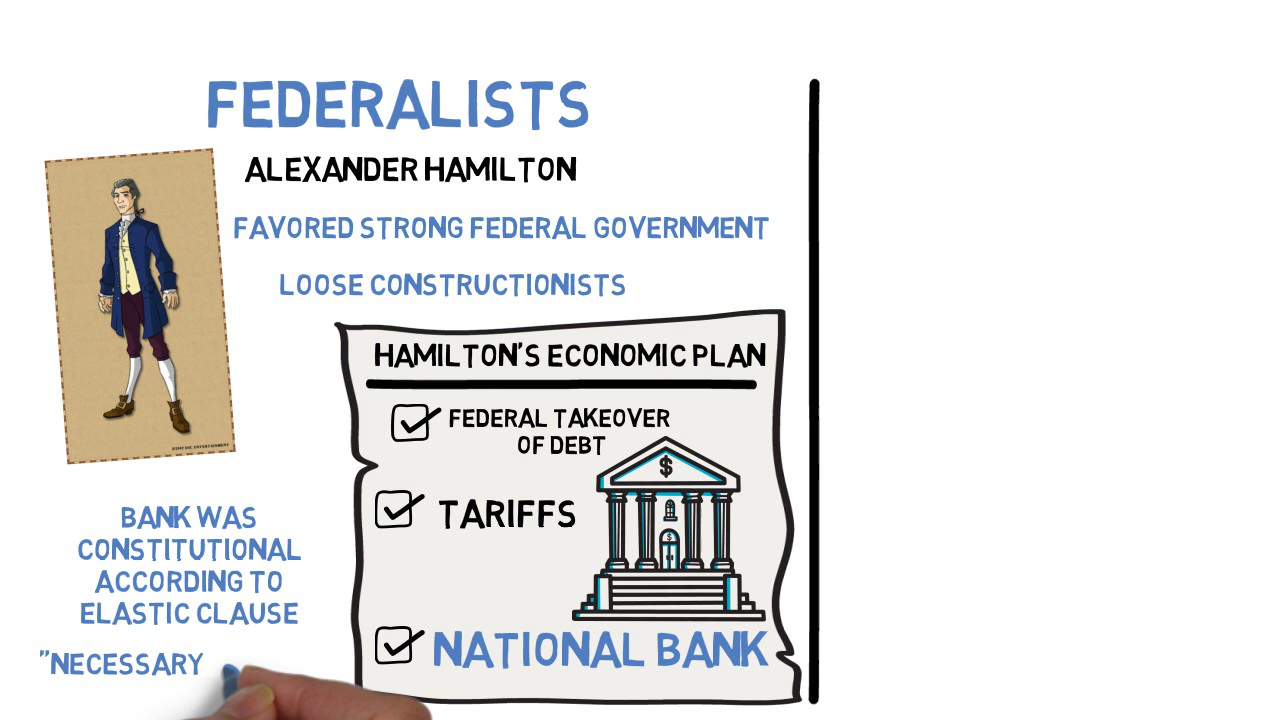 FEDERALISTS
ALEXANDER HAMILTON
FAVORED STRONG FEDERAL GOVERNMENT
LOOSE CONSTRUCTIONISTS
HAMILTON'S ECONOMIC PLAN
FEDERAL TAKEOVER
OF DEBT
$
$
TARIFFS
NATIONAL BANK
BANK WAS
CONSTITUTIONAL
ACCORDING TO
ELASTIC CLAUSE
"NECESSARY